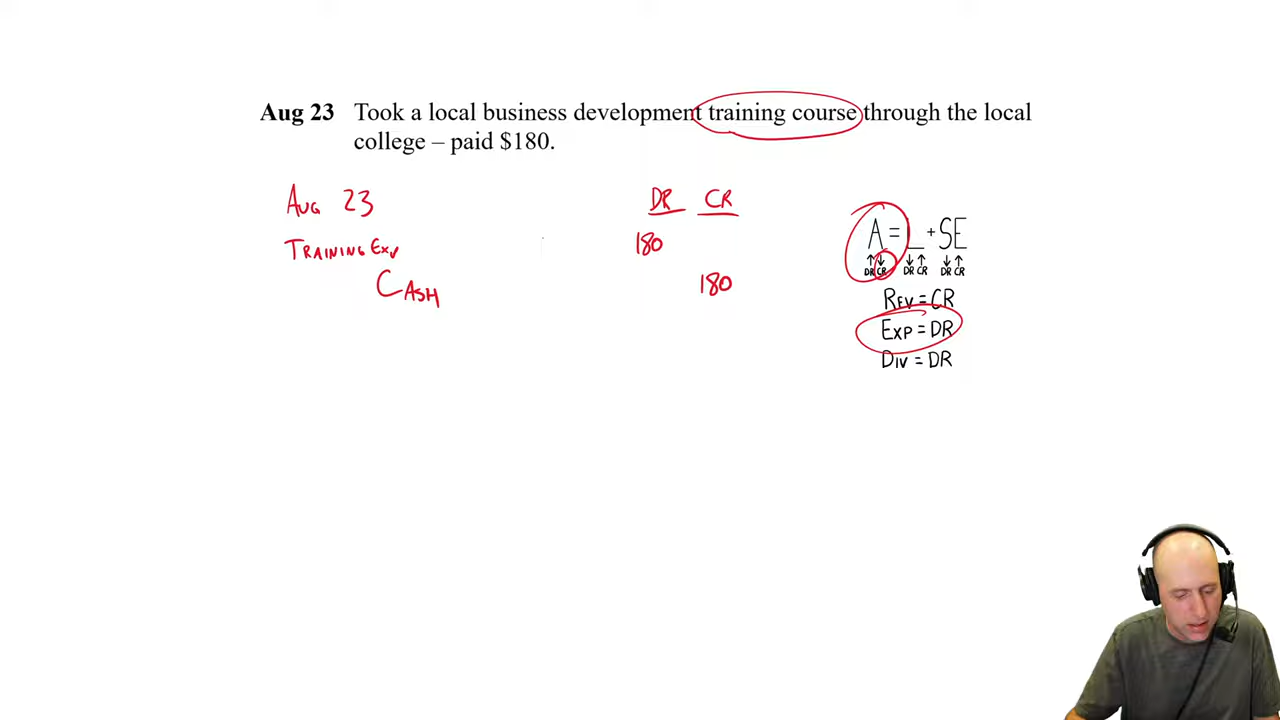 Aug 23 Took a local business development training course through the local
college – paid $180.
AUG 23 DR CR
TRAINING EXP 180
CASH 180
A = L + SE
DR CR DR CR DR CR
REV = CR
EXP = DR
DIV = DR